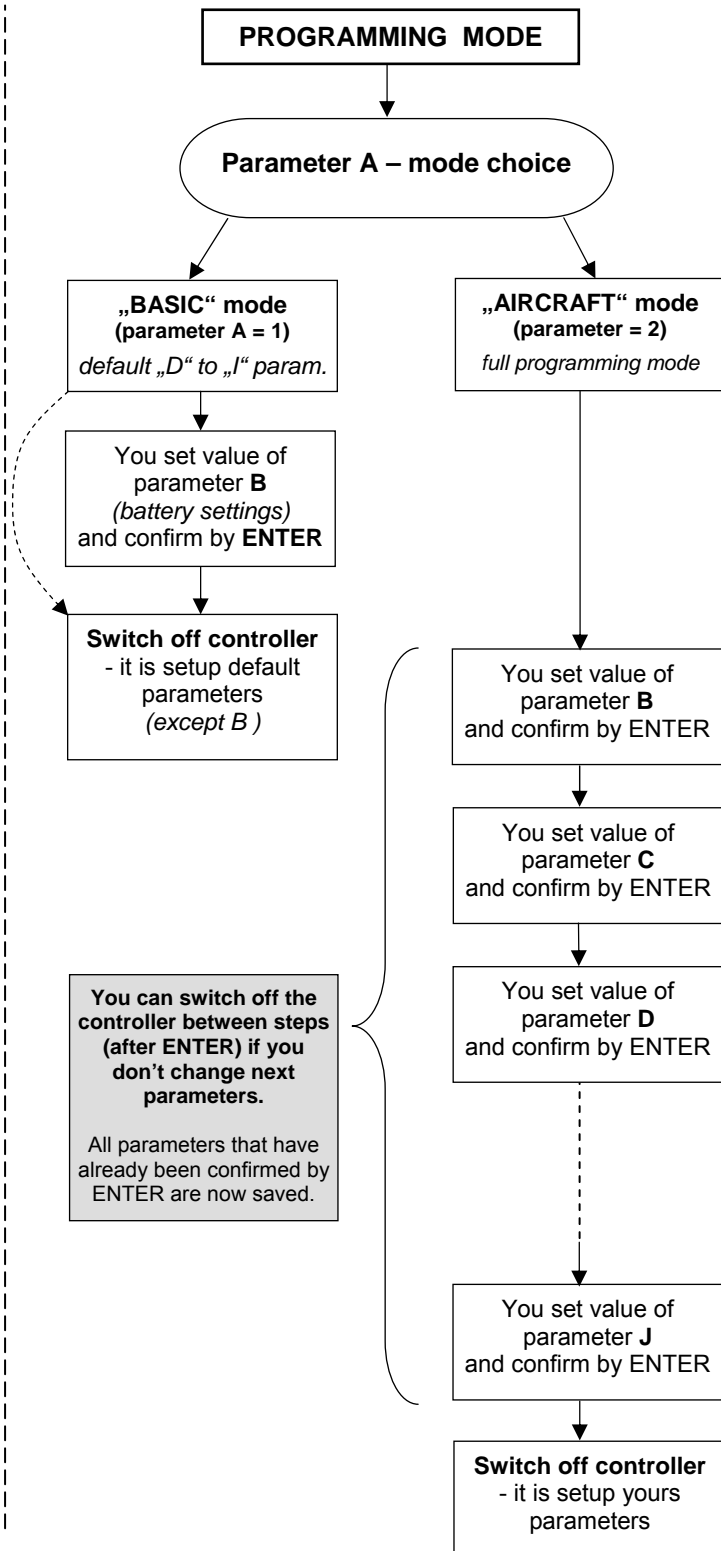 PROGRAMMING MODE
Parameter A – mode choice
„BASIC“ mode
(parameter A = 1)
default „D“ to „I“ param.
„AIRCRAFT“ mode
(parameter = 2)
full programming mode
You set value of
parameter B
(battery settings)
and confirm by ENTER
Switch off controller
- it is setup default
parameters
(except B )
You set value of
parameter B
and confirm by ENTER
You set value of
parameter C
and confirm by ENTER
You can switch off the
controller between steps
(after ENTER) if you
don't change next
parameters.
All parameters that have
already been confirmed by
ENTER are now saved.
You set value of
parameter D
and confirm by ENTER
You set value of
parameter J
and confirm by ENTER
Switch off controller
- it is setup yours
parameters